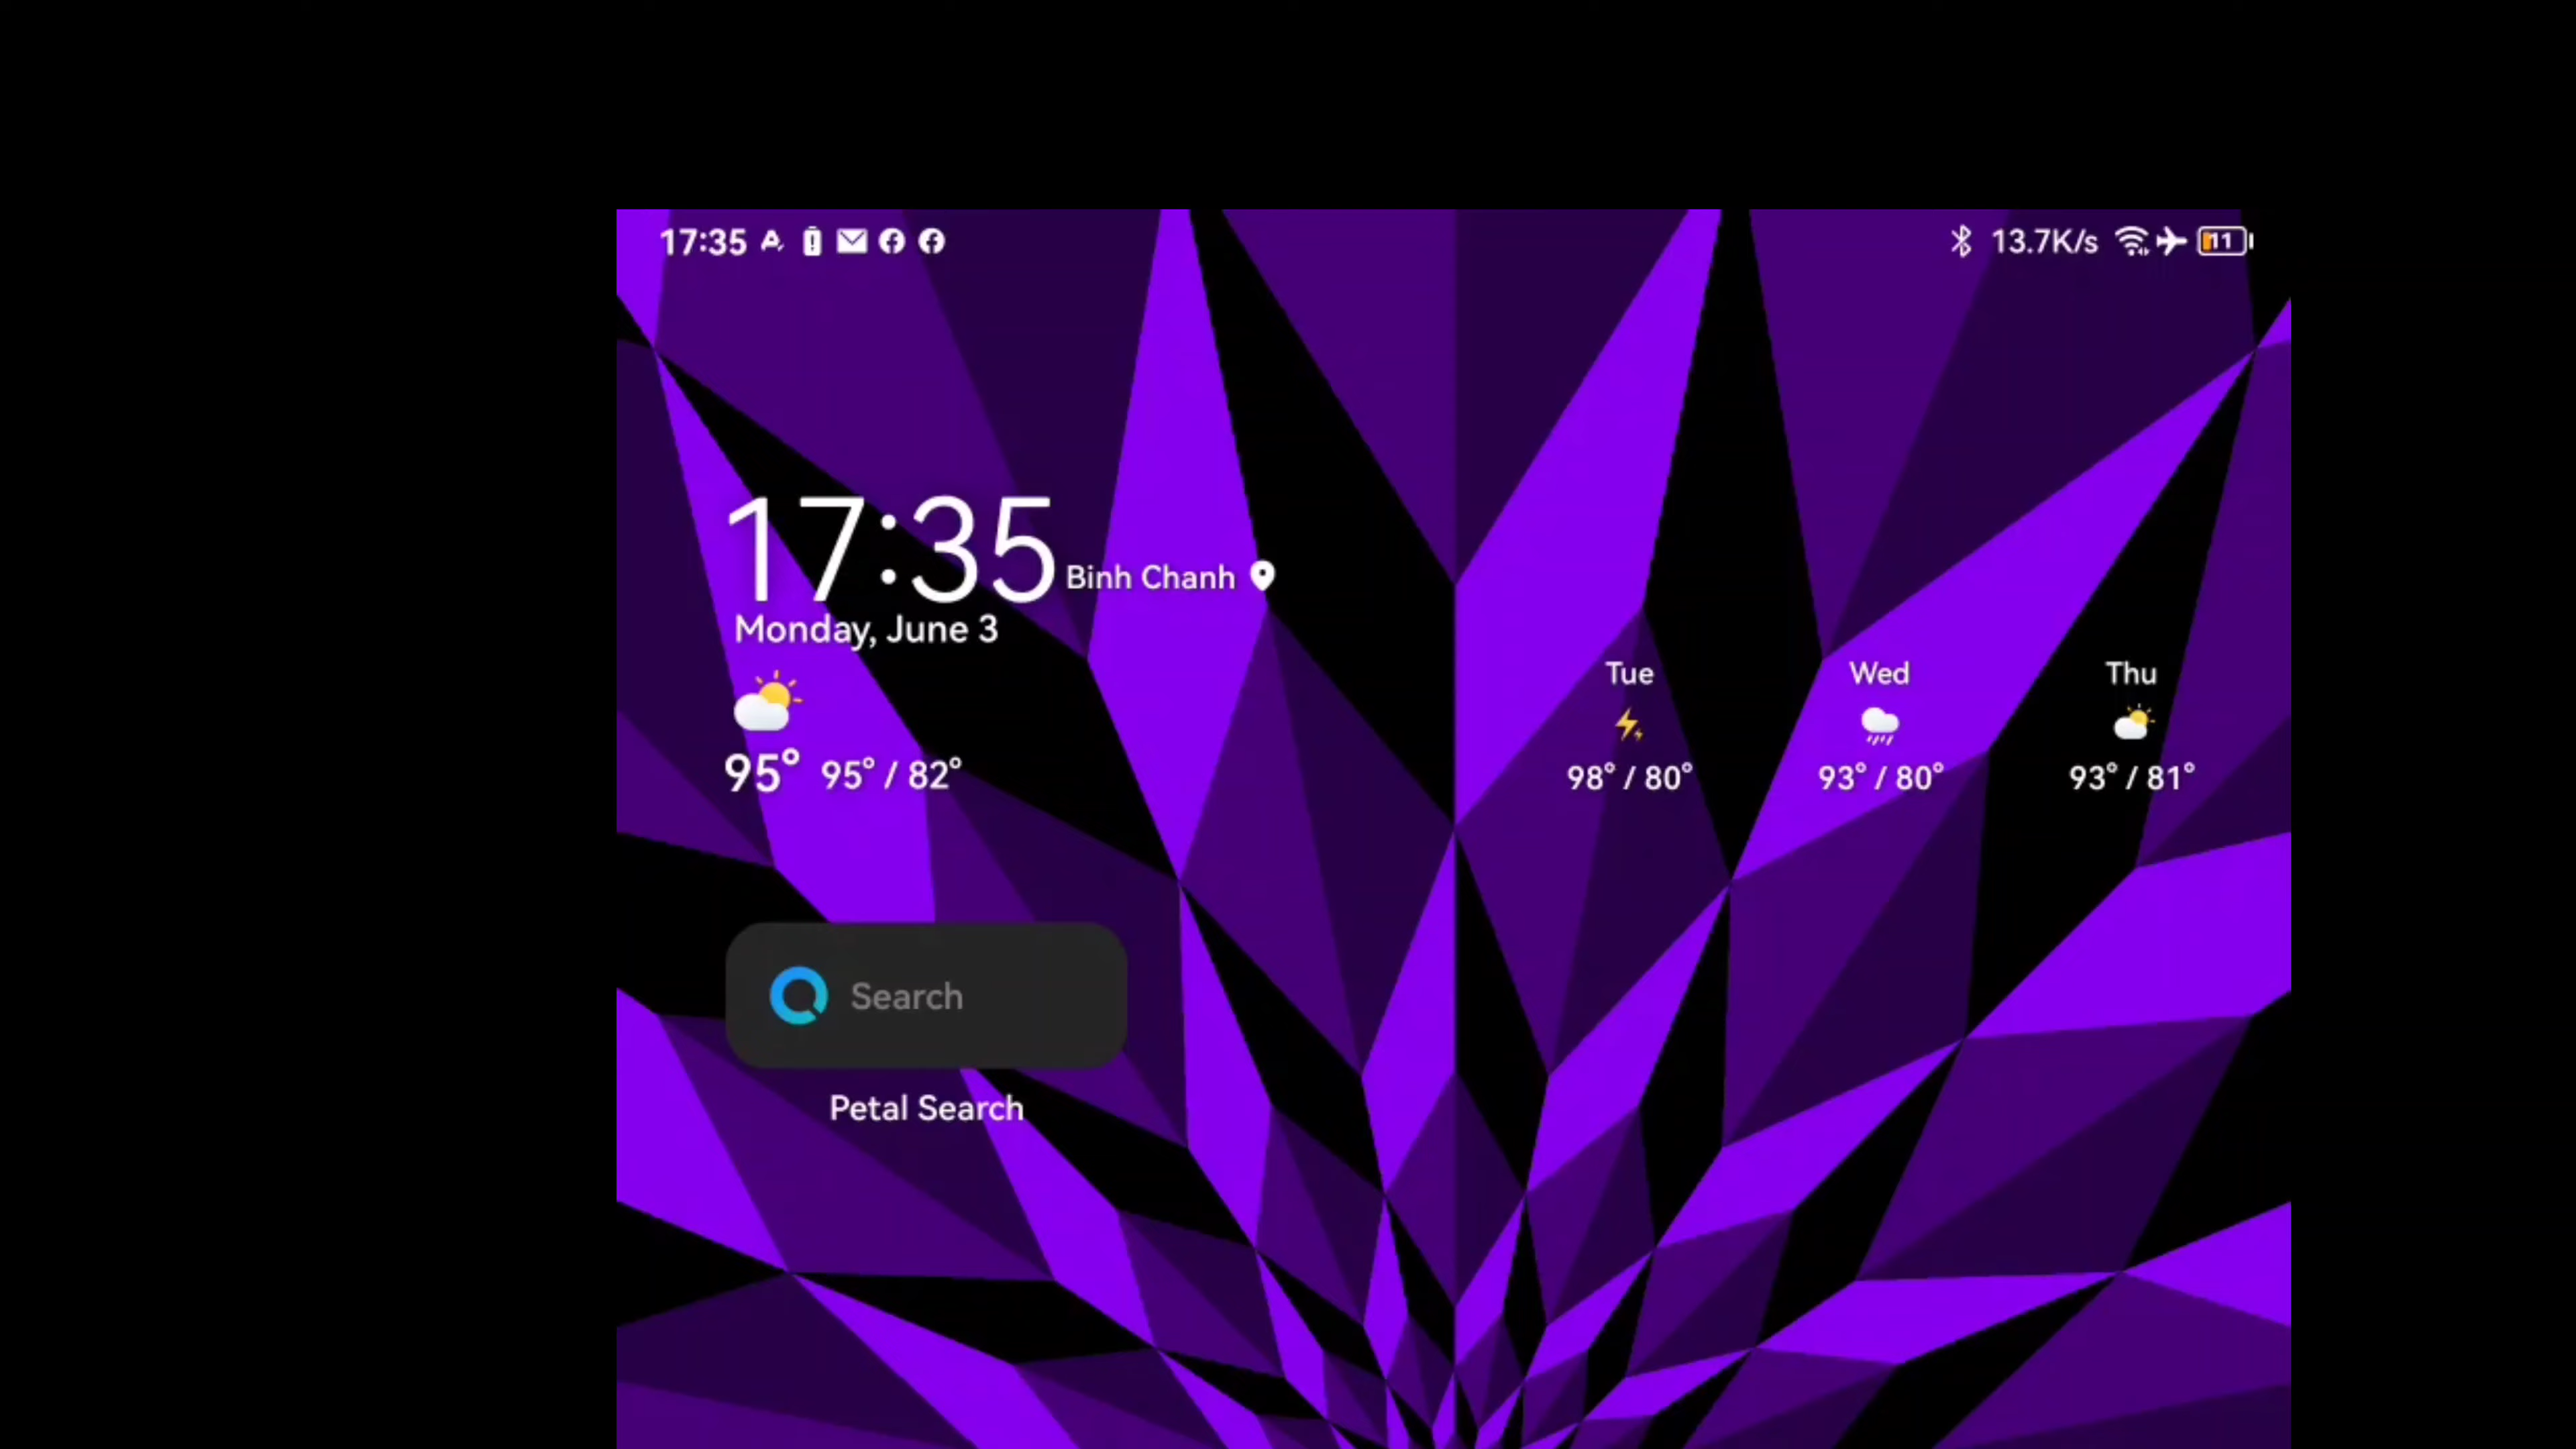 17:35 13.7K/s 11
17:35 Binh Chanh
Monday, June 3
95° 95° / 82°
Tue Wed Thu
98° / 80° 93° / 80° 93° / 81°
Search
Petal Search